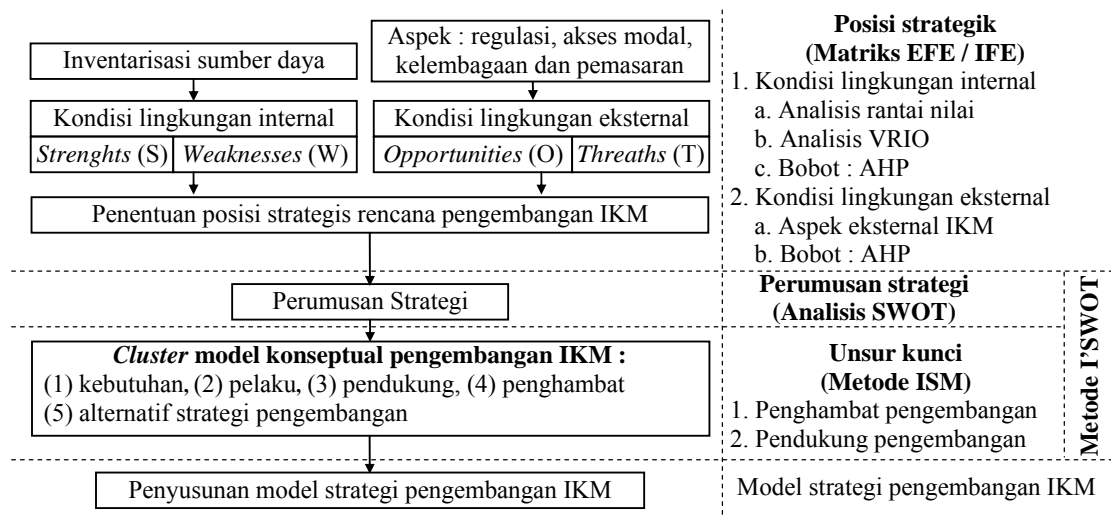 Inventarisasi sumber daya
Aspek : regulasi, akses modal,
kelembagaan dan pemasaran
Kondisi lingkungan internal
Strenghts (S)
Weaknesses (W)
Kondisi lingkungan eksternal
Opportunities (O)
Threaths (T)
Penentuan posisi strategis rencana pengembangan IKM
Posisi strategik
(Matriks EFE / IFE)
1. Kondisi lingkungan internal
a. Analisis rantai nilai
b. Analisis VRIO
c. Bobot : AHP
2. Kondisi lingkungan eksternal
a. Aspek eksternal IKM
b. Bobot : AHP
Perumusan Strategi
Perumusan strategi
(Analisis SWOT)
Cluster model konseptual pengembangan IKM :
(1) kebutuhan, (2) pelaku, (3) pendukung, (4) penghambat
(5) alternatif strategi pengembangan
Unsur kunci
(Metode ISM)
1. Penghambat pengembangan
2. Pendukung pengembangan
Metode I'SWOT
Penyusunan model strategi pengembangan IKM
Model strategi pengembangan IKM